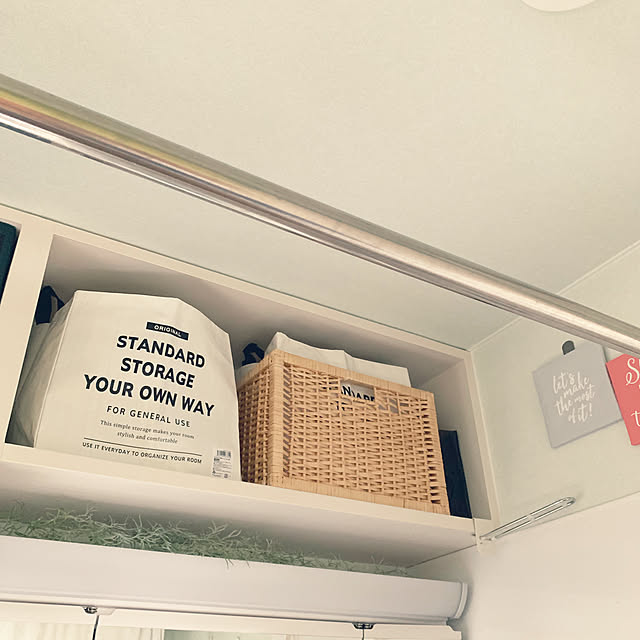 ORIGINAL
STANDARD
STORAGE
YOUR OWN WAY
FOR GENERAL USE
This simple storage makes your room
stylish and comfortable
USE IT EVERYDAY TO ORGANIZE YOUR ROOM
let's
make
the most
of it!